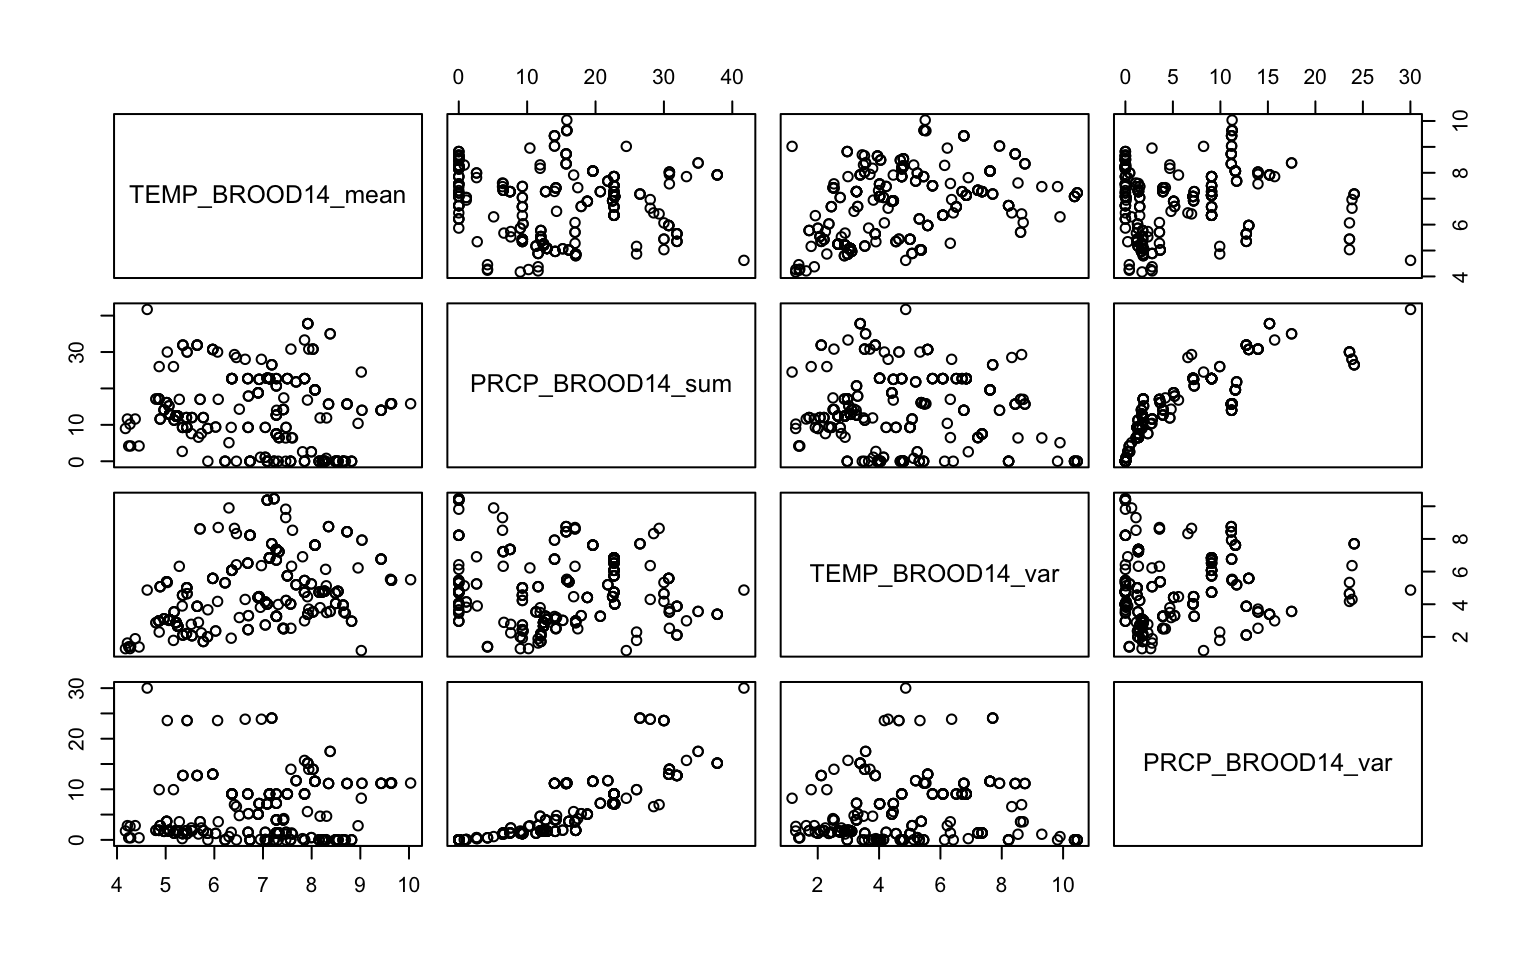 0 10 20 30 40
0 5 10 15 20 25 30
TEMP_BROOD14_mean
4 6 8 10
0 10 30
PRCP_BROOD14_sum
TEMP_BROOD14_var
2 4 6 8
0 10 20 30
PRCP_BROOD14_var
4 5 6 7 8 9 10
2 4 6 8 10